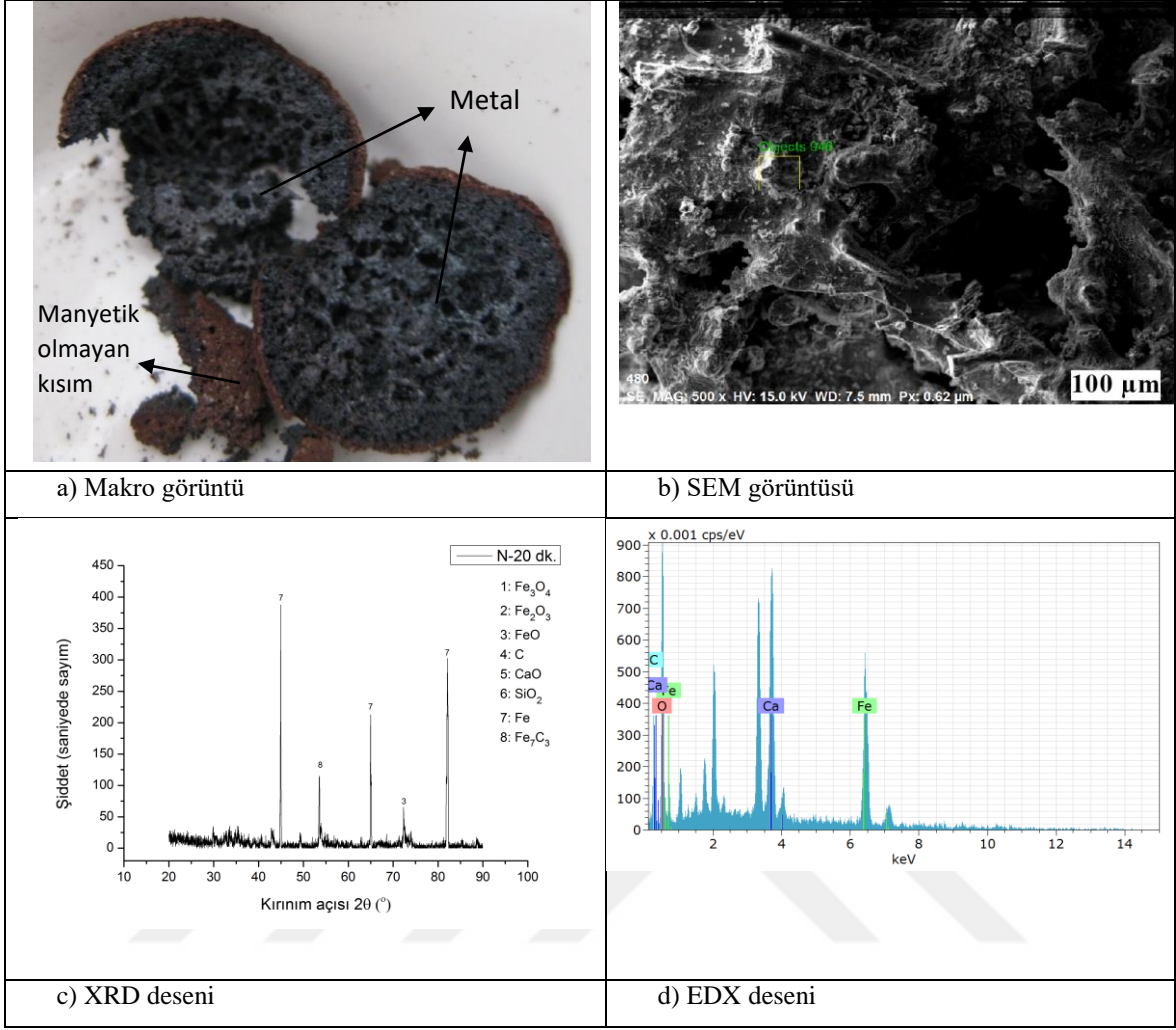 Metal
Manyetik
olmayan
kısım
Objects 946
480
SE MAG: 500 x HV: 15.0 kV WD: 7.5 mm Px: 0.62 µm
100 µm
a) Makro görüntü
b) SEM görüntüsü
N-20 dk.
1: Fe3O4
2: Fe2O3
3: FeO
4: C
5: CaO
6: SiO2
7: Fe
8: Fe7C3
450
400
350
300
250
200
150
100
50
0
7
8
7
3
7
10 20 30 40 50 60 70 80 90 100
Şiddet (saniyede sayım)
Kırınım açısı 2θ (°)
x 0.001 cps/eV
900
800
700
600
500
400
300
200
100
0
C
Ca
Fe
O
Ca
Fe
2 4 6 8 10 12 14
keV
c) XRD deseni
d) EDX deseni